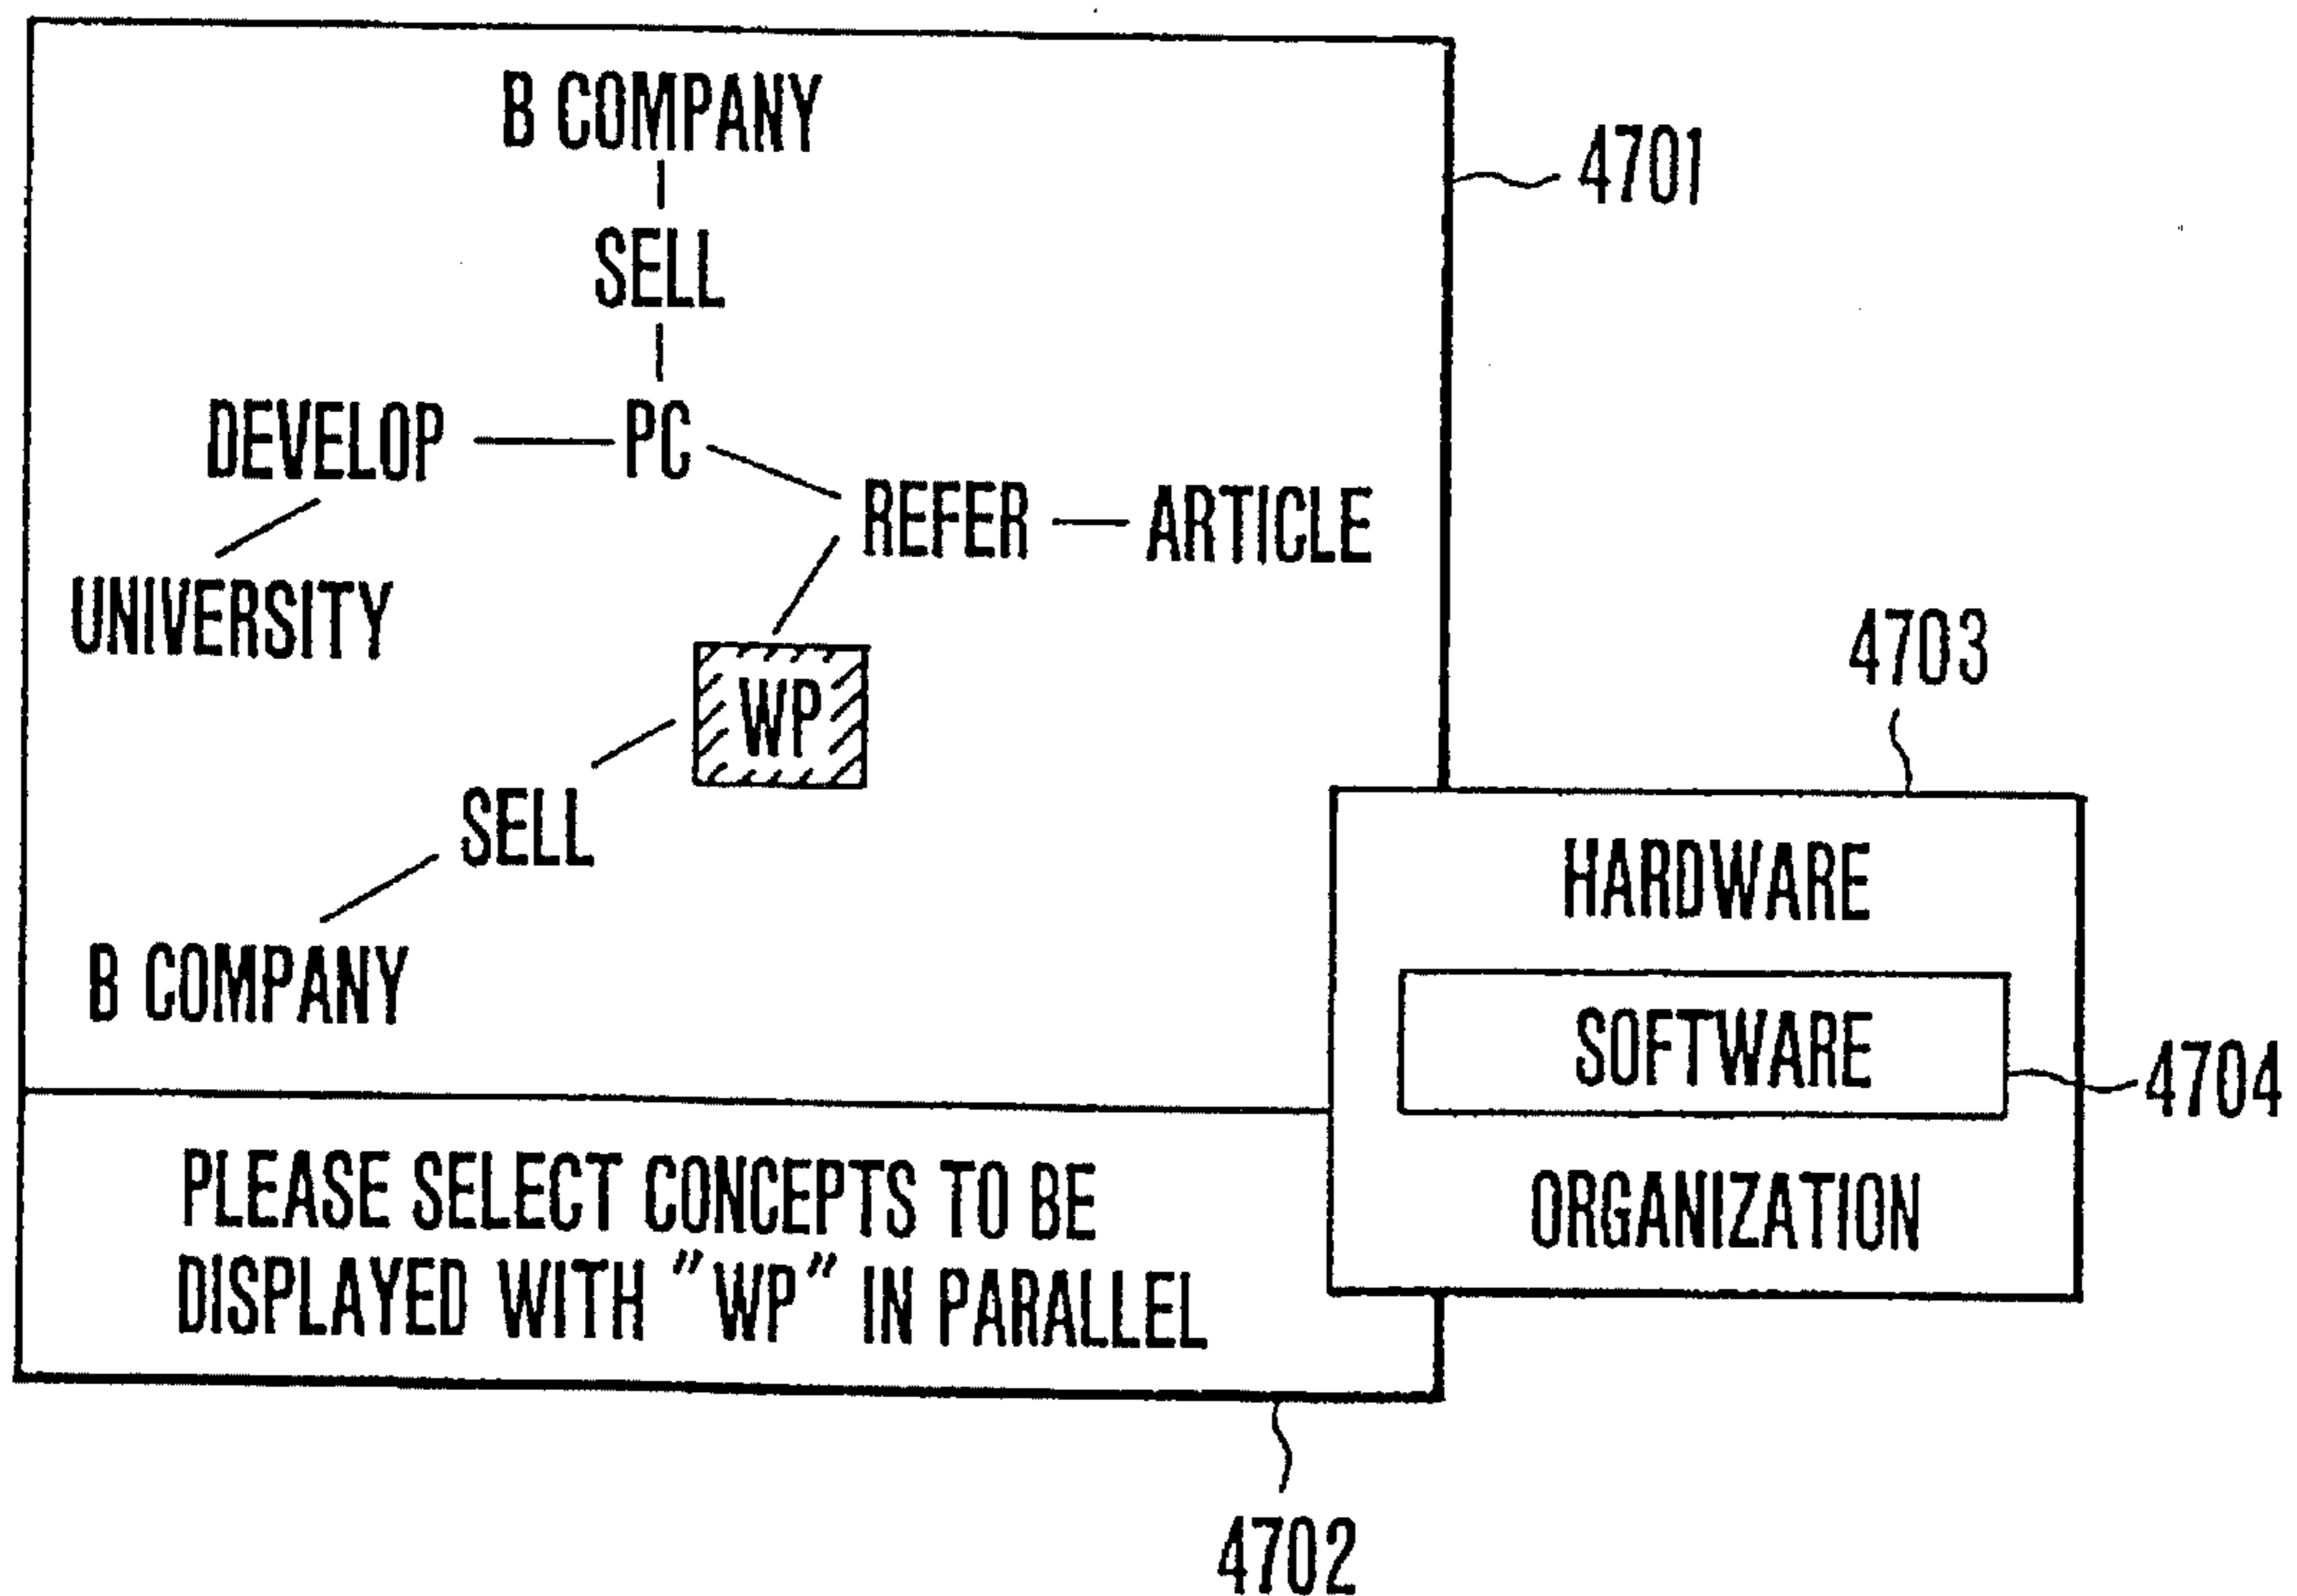 B COMPANY
4701
SELL
DEVELOP
PC
REFER
ARTICLE
UNIVERSITY
4703
WP
SELL
HARDWARE
B COMPANY
SOFTWARE
4704
PLEASE SELECT CONCEPTS TO BE
DISPLAYED WITH "WP" IN PARALLEL
ORGANIZATION
4702